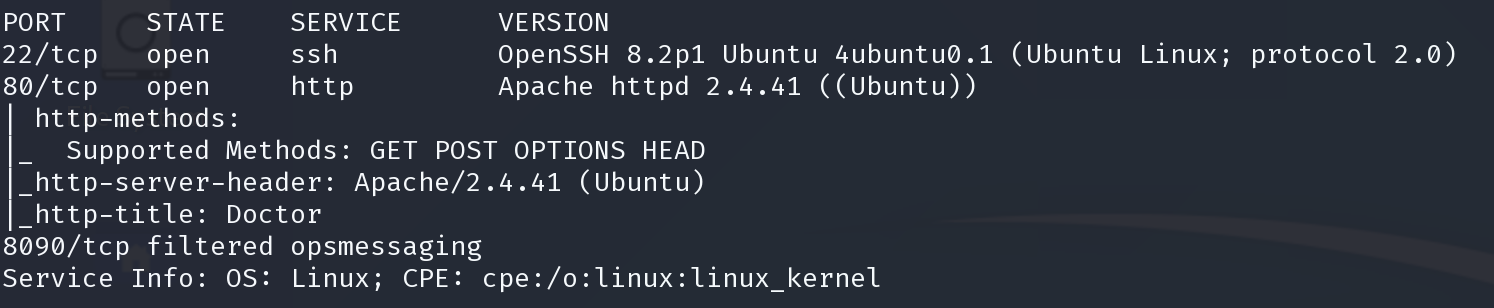 PORT     STATE    SERVICE      VERSION
22/tcp   open     ssh          OpenSSH 8.2p1 Ubuntu 4ubuntu0.1 (Ubuntu Linux; protocol 2.0)
80/tcp   open     http         Apache httpd 2.4.41 ((Ubuntu))
| http-methods:
|_  Supported Methods: GET POST OPTIONS HEAD
|_http-server-header: Apache/2.4.41 (Ubuntu)
|_http-title: Doctor
8090/tcp filtered opsmessaging
Service Info: OS: Linux; CPE: cpe:/o:linux:linux_kernel